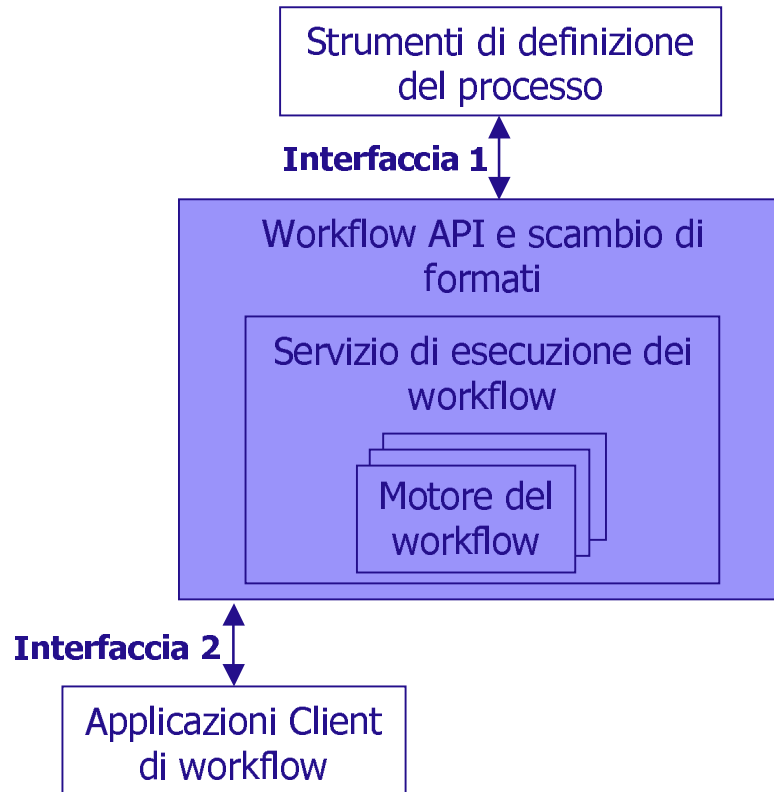 Strumenti di definizione
del processo
Interfaccia 1
Workflow API e scambio di
formati
Servizio di esecuzione dei
workflow
Motore del
workflow
Interfaccia 2
Applicazioni Client
di workflow